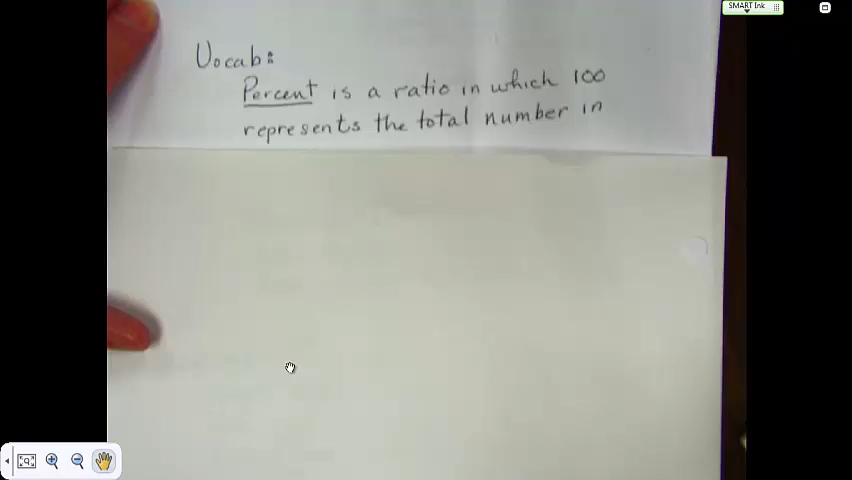 SMART Ink
Vocab:
Percent is a ratio in which 100
represents the total number in